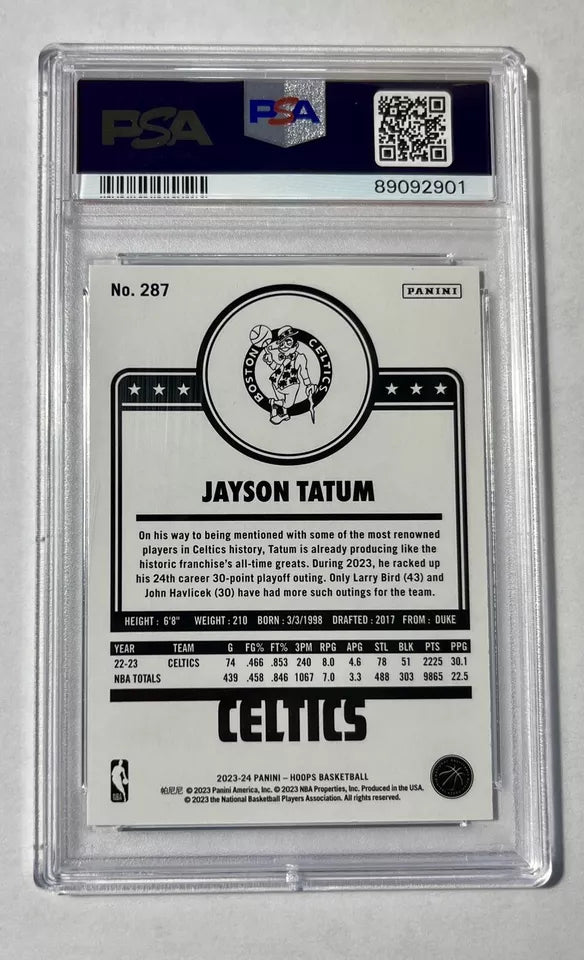 PSA
PSA
89092901
No. 287
PANINI
BOSTON CELTICS
JAYSON TATUM
On his way to being mentioned with some of the most renowned
players in Celtics history, Tatum is already producing like the
historic franchise's all-time greats. During 2023, he racked up
his 24th career 30-point playoff outing. Only Larry Bird (43) and
John Havlicek (30) have had more such outings for the team.
HEIGHT: 6'8" WEIGHT: 210 BORN: 3/3/1998 DRAFTED: 2017 FROM: DUKE
YEAR TEAM G FG% FT% 3PM RPG APG STL BLK PTS PPG
22-23 CELTICS 74 .466 .853 240 8.0 4.6 78 51 2225 30.1
NBA TOTALS 439 .458 .846 1067 7.0 3.3 488 303 9865 22.5
CELTICS
2023-24 PANINI – HOOPS BASKETBALL
帕尼尼 © 2023 Panini America, Inc. © 2023 NBA Properties, Inc. Produced in the USA.
© 2023 the National Basketball Players Association. All rights reserved.
NBA